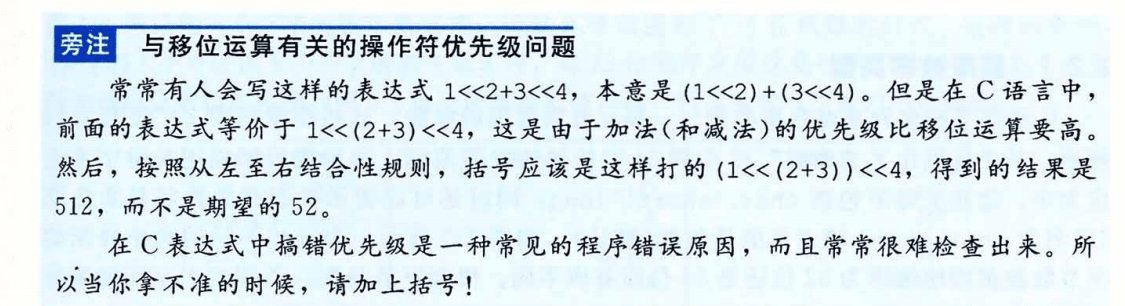 旁注 与移位运算有关的操作符优先级问题
常常有人会写这样的表达式 1<<2+3<<4，本意是(1<<2)+(3<<4)。但是在 C 语言中，
前面的表达式等价于 1<<(2+3)<<4，这是由于加法(和减法)的优先级比移位运算要高。
然后，按照从左至右结合性规则，括号应该是这样打的(1<<(2+3))<<4，得到的结果是
512，而不是期望的 52。
在 C 表达式中搞错优先级是一种常见的程序错误原因，而且常常很难检查出来。所
以当你拿不准的时候，请加上括号！